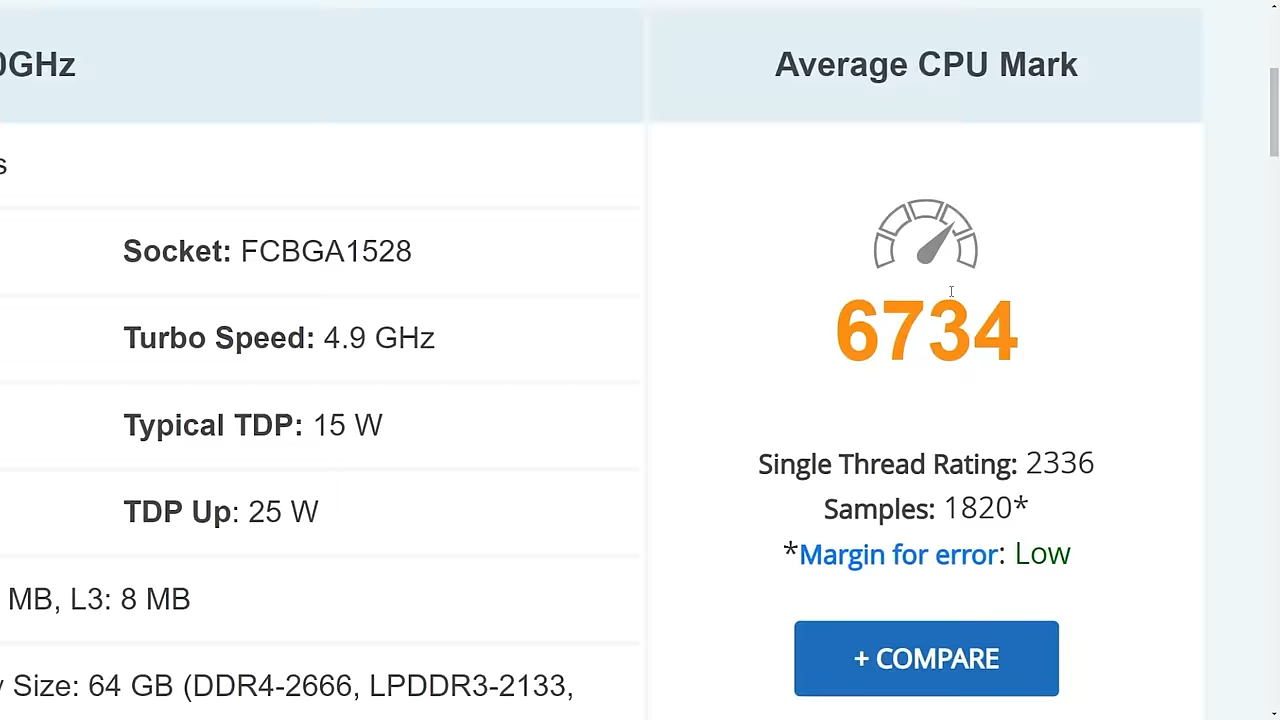 0GHz
Average CPU Mark
s
Socket: FCBGA1528
Turbo Speed: 4.9 GHz
6734
Typical TDP: 15 W
Single Thread Rating: 2336
TDP Up: 25 W
Samples: 1820*
*Margin for error: Low
MB, L3: 8 MB
+ COMPARE
y Size: 64 GB (DDR4-2666, LPDDR3-2133,